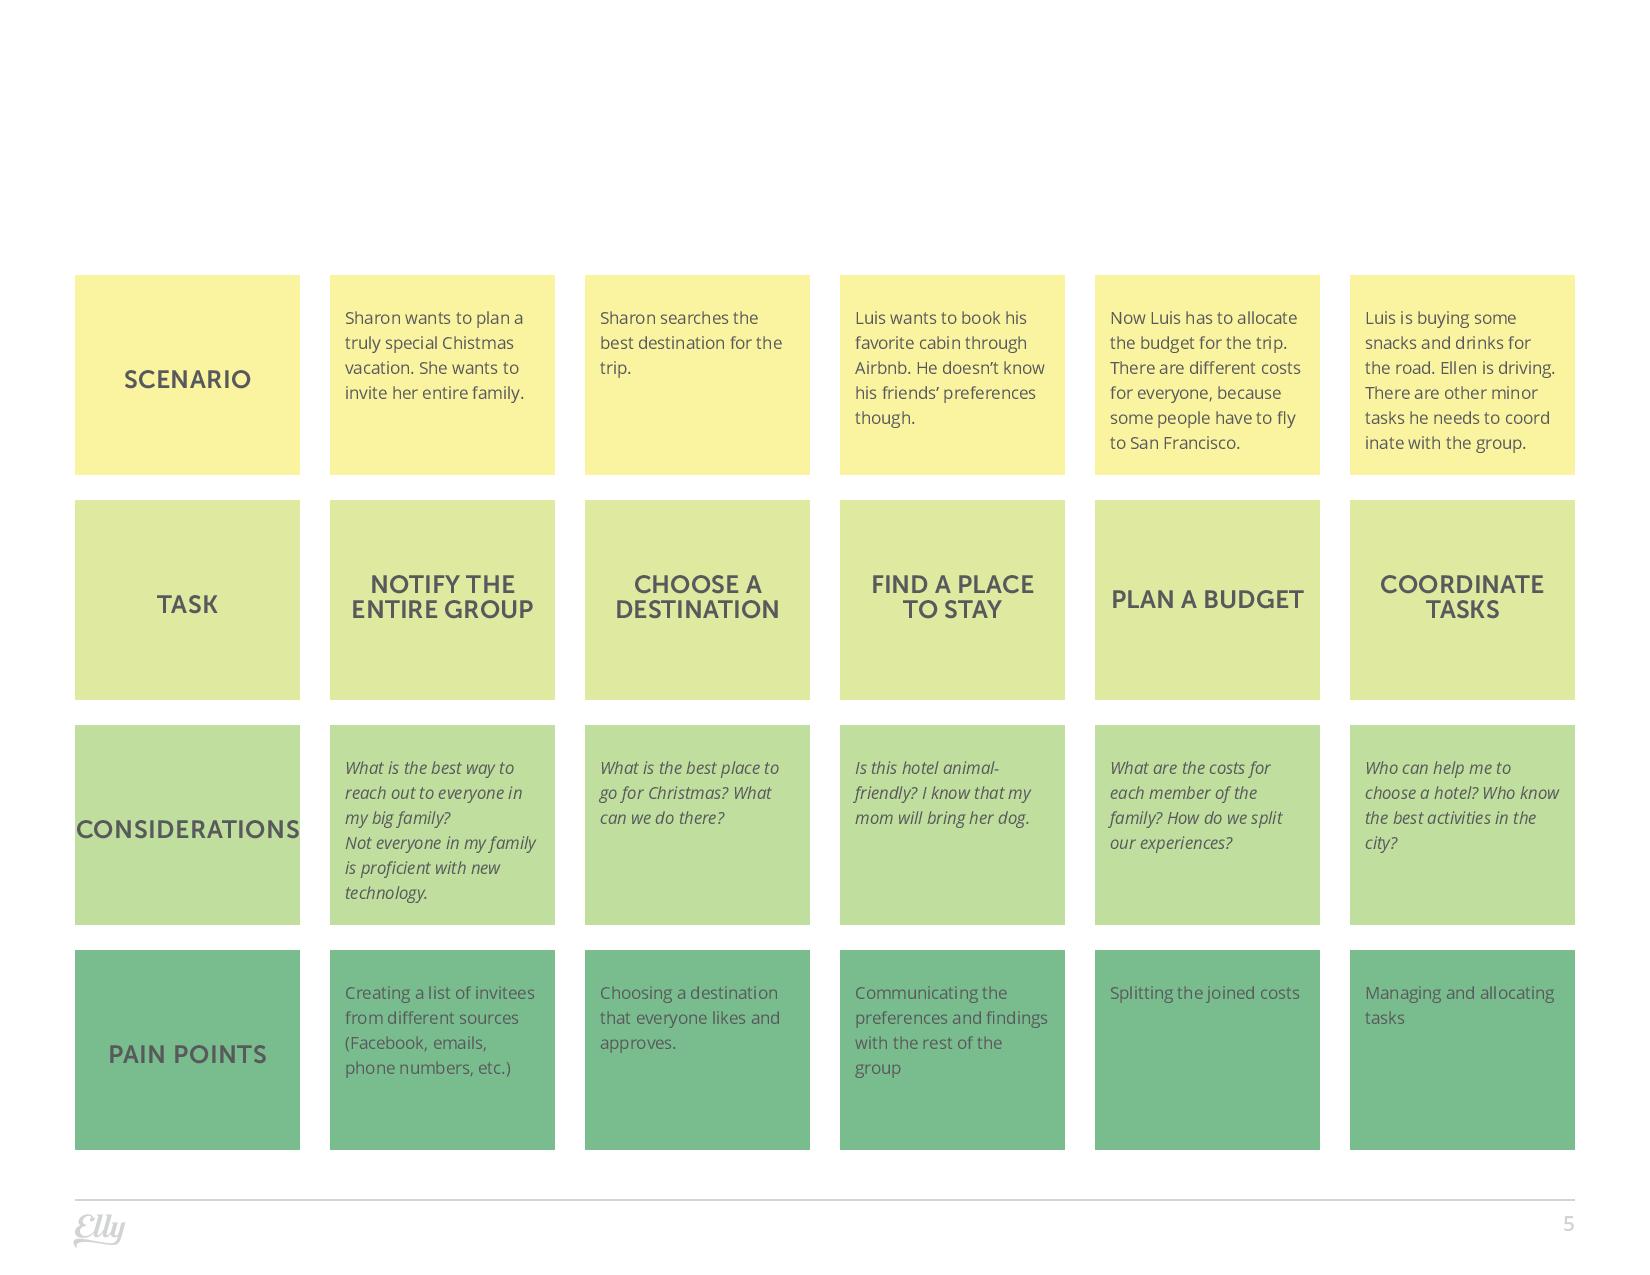 SCENARIO
Sharon wants to plan a
truly special Chistmas
vacation. She wants to
invite her entire family.
Sharon searches the
best destination for the
trip.
Luis wants to book his
favorite cabin through
Airbnb. He doesn’t know
his friends’ preferences
though.
Now Luis has to allocate
the budget for the trip.
There are different costs
for everyone, because
some people have to fly
to San Francisco.
Luis is buying some
snacks and drinks for
the road. Ellen is driving.
There are other minor
tasks he needs to coord
inate with the group.
TASK
NOTIFY THE
ENTIRE GROUP
CHOOSE A
DESTINATION
FIND A PLACE
TO STAY
PLAN A BUDGET
COORDINATE
TASKS
CONSIDERATIONS
What is the best way to
reach out to everyone in
my big family?
Not everyone in my family
is proficient with new
technology.
What is the best place to
go for Christmas? What
can we do there?
Is this hotel animal-
friendly? I know that my
mom will bring her dog.
What are the costs for
each member of the
family? How do we split
our experiences?
Who can help me to
choose a hotel? Who know
the best activities in the
city?
PAIN POINTS
Creating a list of invitees
from different sources
(Facebook, emails,
phone numbers, etc.)
Choosing a destination
that everyone likes and
approves.
Communicating the
preferences and findings
with the rest of the
group
Splitting the joined costs
Managing and allocating
tasks
Elly
5